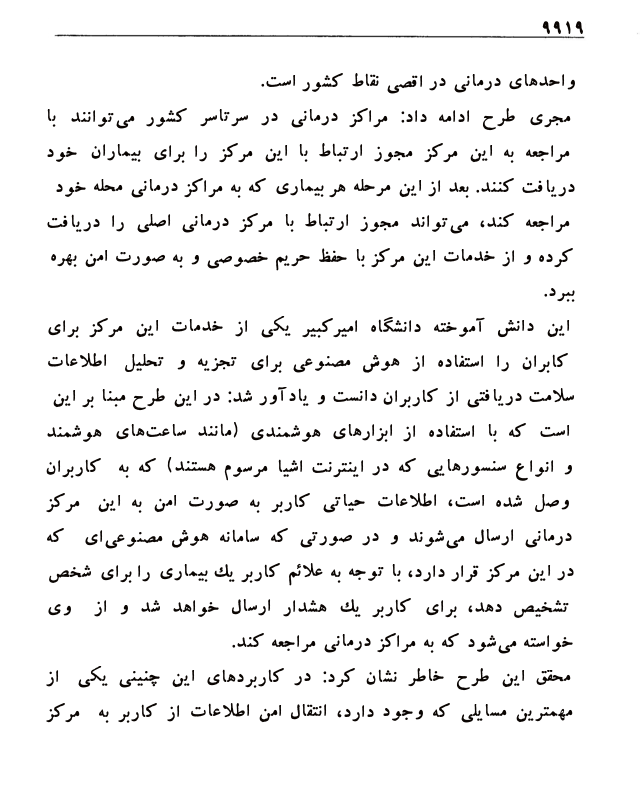 ۹۹۱۹
واحدهای درمانی در اقصی نقاط کشور است.
مجری طرح ادامه داد: مراکز درمانی در سرتاسر کشور می‌توانند با
مراجعه به این مرکز مجوز ارتباط با این مرکز را برای بیماران خود
دریافت کنند. بعد از این مرحله هر بیماری که به مراکز درمانی محله خود
مراجعه کند، می‌تواند مجوز ارتباط با مرکز درمانی اصلی را دریافت
کرده و از خدمات این مرکز با حفظ حریم خصوصی و به صورت امن بهره
ببرد.
این دانش آموخته دانشگاه امیرکبیر یکی از خدمات این مرکز برای
کابران را استفاده از هوش مصنوعی برای تجزیه و تحلیل اطلاعات
سلامت دریافتی از کاربران دانست و یادآور شد: در این طرح مبنا بر این
است که با استفاده از ابزارهای هوشمندی (مانند ساعت‌های هوشمند
و انواع سنسورهایی که در اینترنت اشیا مرسوم هستند) که به کاربران
وصل شده است، اطلاعات حیاتی کاربر به صورت امن به این مرکز
درمانی ارسال می‌شوند و در صورتی که سامانه هوش مصنوعی‌ای که
در این مرکز قرار دارد، با توجه به علائم کاربر یك بیماری را برای شخص
تشخیص دهد، برای کاربر یك هشدار ارسال خواهد شد و از وی
خواسته می‌شود که به مراکز درمانی مراجعه کند.
محقق این طرح خاطر نشان کرد: در کاربردهای این چنینی یکی از
مهمترین مسایلی که وجود دارد، انتقال امن اطلاعات از کاربر به مرکز